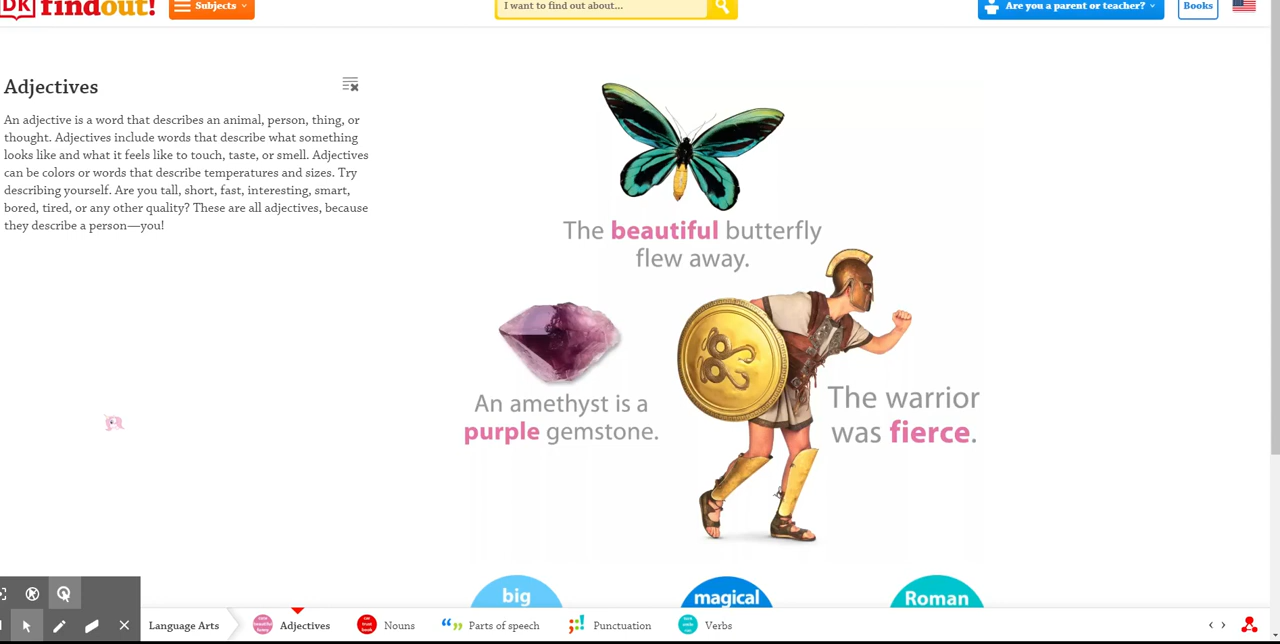 DK findout!
Subjects
I want to find out about...
Are you a parent or teacher?
Books
Adjectives
An adjective is a word that describes an animal, person, thing, or
thought. Adjectives include words that describe what something
looks like and what it feels like to touch, taste, or smell. Adjectives
can be colors or words that describe temperatures and sizes. Try
describing yourself. Are you tall, short, fast, interesting, smart,
bored, tired, or any other quality? These are all adjectives, because
they describe a person—you!
The beautiful butterfly
flew away.
An amethyst is a
purple gemstone.
The warrior
was fierce.
big
magical
Roman
Language Arts
Adjectives
Nouns
Parts of speech
Punctuation
Verbs